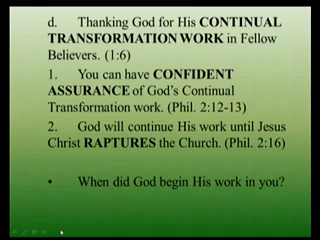 d. Thanking God for His CONTINUAL
TRANSFORMATION WORK in Fellow
Believers. (1:6)
1. You can have CONFIDENT
ASSURANCE of God's Continual
Transformation work. (Phil. 2:12-13)
2. God will continue His work until Jesus
Christ RAPTURES the Church. (Phil. 2:16)
• When did God begin His work in you?